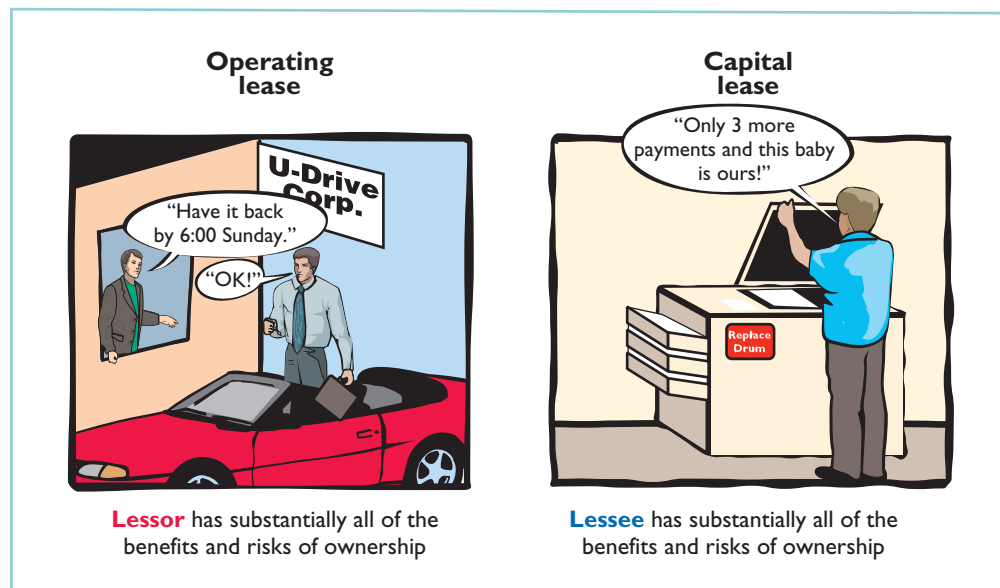 Operating
lease
U-Drive
Corp.
“Have it back
by 6:00 Sunday.”
“OK!”
Lessor has substantially all of the
benefits and risks of ownership
Capital
lease
“Only 3 more
payments and this baby
is ours!”
Replace
Drum
Lessee has substantially all of the
benefits and risks of ownership